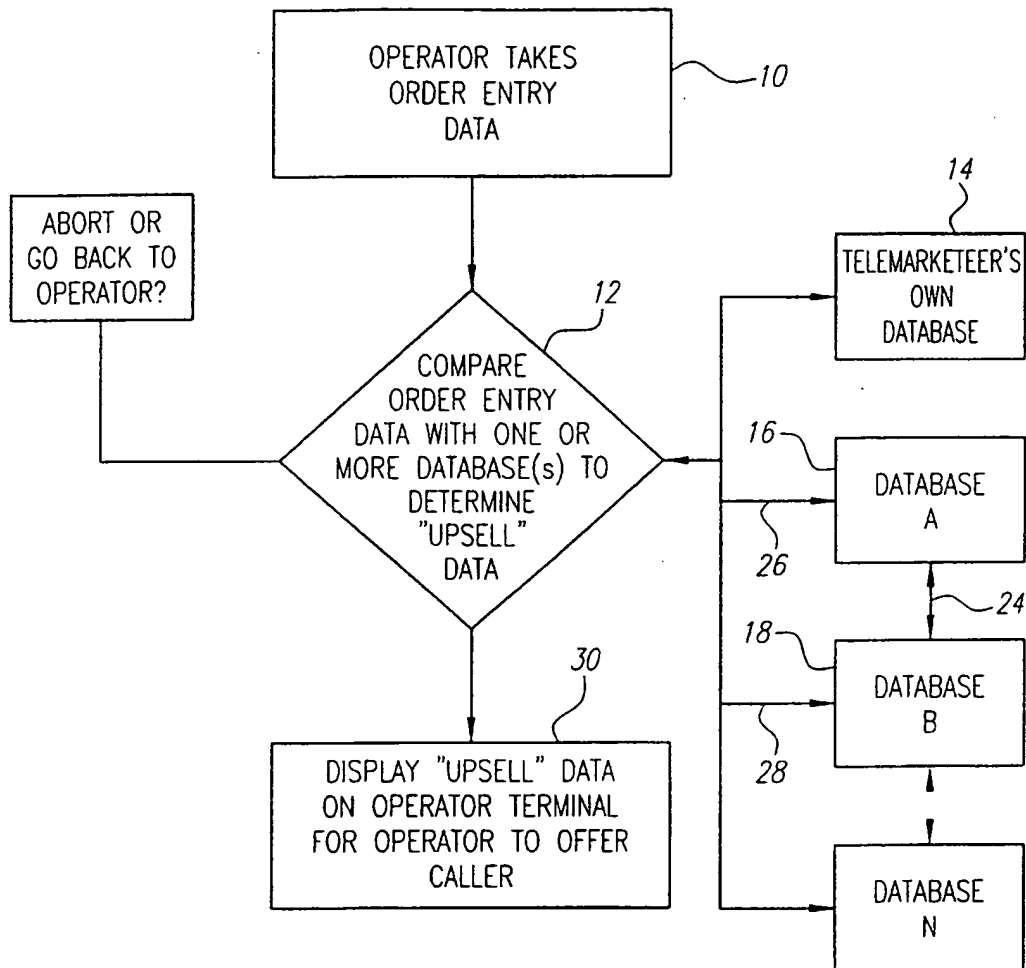 OPERATOR TAKES
ORDER ENTRY
DATA
10
ABORT OR
GO BACK TO
OPERATOR?
12
COMPARE
ORDER ENTRY
DATA WITH ONE OR
MORE DATABASE(s) TO
DETERMINE
"UPSELL"
DATA
14
TELEMARKETEER'S
OWN
DATABASE
16
DATABASE
A
26
24
18
DATABASE
B
28
30
DISPLAY "UPSELL" DATA
ON OPERATOR TERMINAL
FOR OPERATOR TO OFFER
CALLER
DATABASE
N